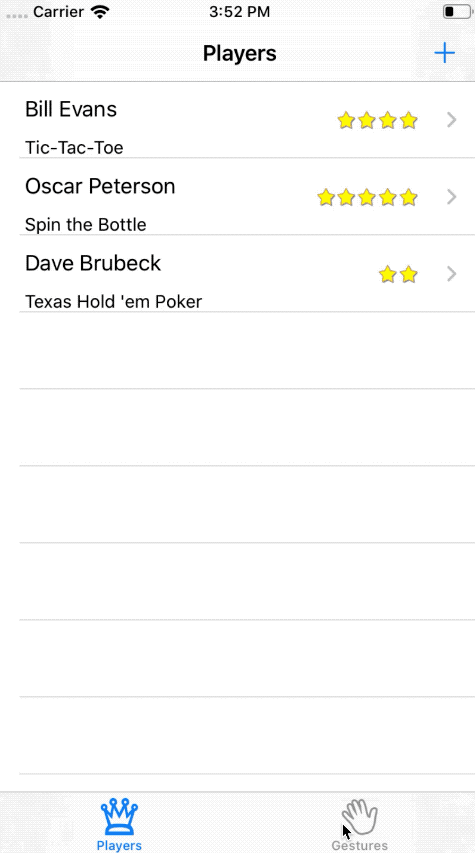 Carrier 3:52 PM
Players
Bill Evans
Tic-Tac-Toe
Oscar Peterson
Spin the Bottle
Dave Brubeck
Texas Hold 'em Poker
Players Gestures